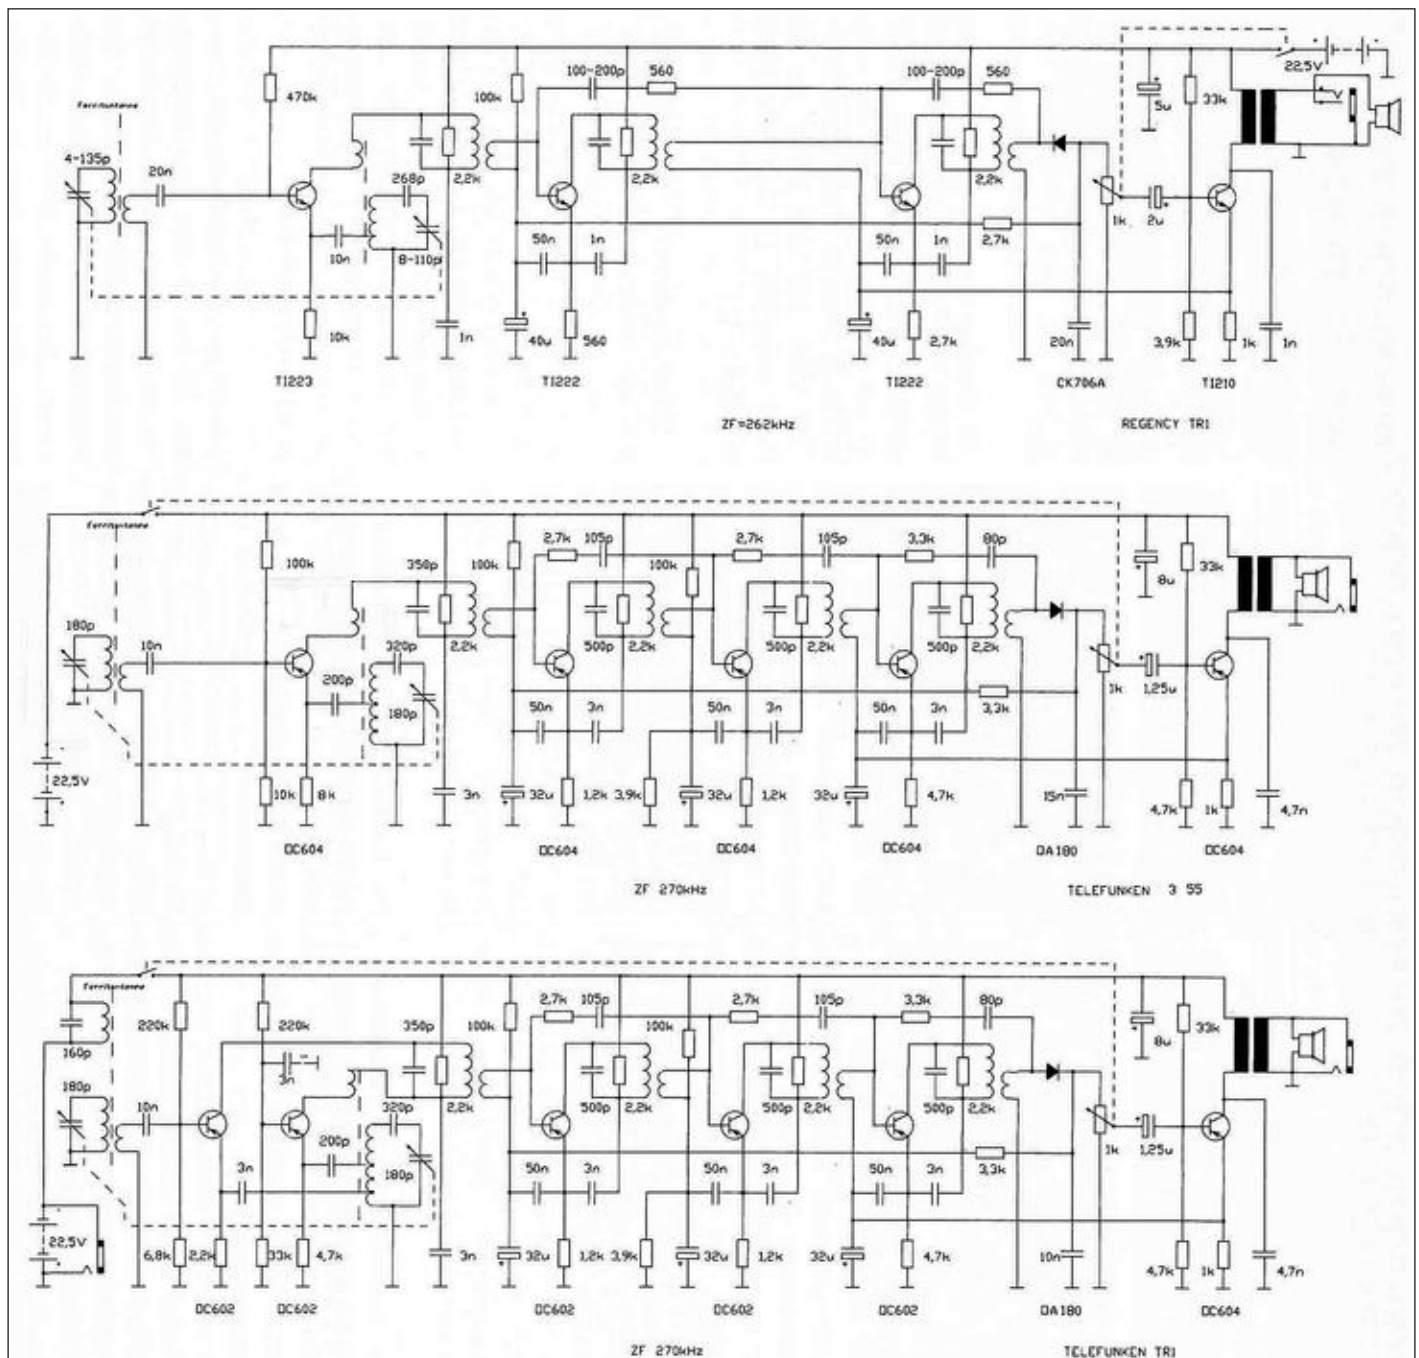 22,5V
Ferritantenne
100-200p 560 100-200p 560
470k 100k 5u 33k
4-135p 20n 268p 2,2k 2,2k 2,2k
1k 2u
10n 8-110p 50n 1n 50n 1n 2,7k
10k 1n 40u 560 40u 2,7k 20n 3,9k 1k 1n
TI223 TI222 TI222 CK706A TI210
ZF=262kHz REGENCY TR1
Ferritantenne
2,7k 105p 2,7k 105p 3,3k 80p
100k 350p 100k 100k 8u 33k
180p 10n 320p 2,2k 500p 2,2k 500p 2,2k 500p 2,2k
200p 180p 1k 1,25u
50n 3n 50n 3n 50n 3n 3,3k
22,5V 10k 8k 3n 32u 1,2k 3,9k 32u 1,2k 32u 4,7k 15n 4,7k 1k 4,7n
OC604 OC604 OC604 OC604 OA180 OC604
ZF 270kHz TELEFUNKEN 3 55
Ferritantenne
2,7k 105p 2,7k 105p 3,3k 80p
220k 220k 350p 100k 100k 8u 33k
160p 3n
180p 10n 320p 2,2k 500p 2,2k 500p 2,2k 500p 2,2k
200p 180p 1k 1,25u
3n 50n 3n 50n 3n 50n 3n 3,3k
22,5V 6,8k 2,2k 33k 4,7k 3n 32u 1,2k 3,9k 32u 1,2k 32u 4,7k 10n 4,7k 1k 4,7n
OC602 OC602 OC602 OC602 OC602 OA180 OC604
ZF 270kHz TELEFUNKEN TR1